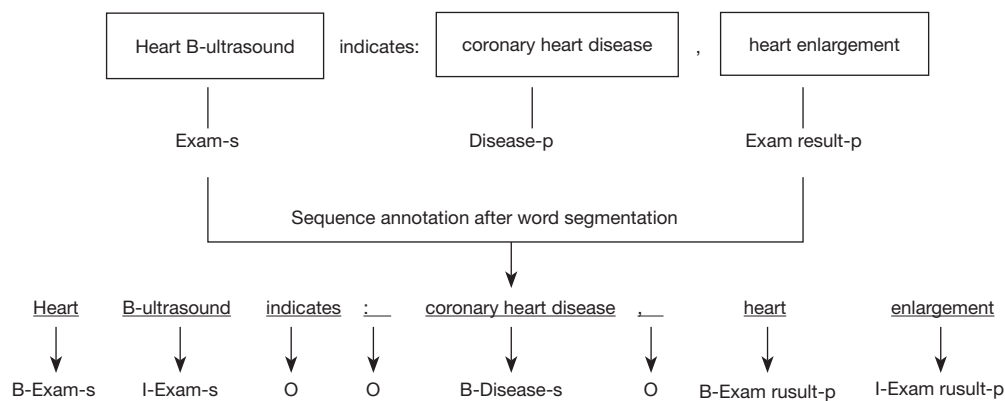 Heart B-ultrasound indicates: coronary heart disease , heart enlargement
Exam-s Disease-p Exam result-p
Sequence annotation after word segmentation
Heart B-ultrasound indicates : coronary heart disease , heart enlargement
B-Exam-s I-Exam-s O O B-Disease-s O B-Exam rusult-p I-Exam rusult-p